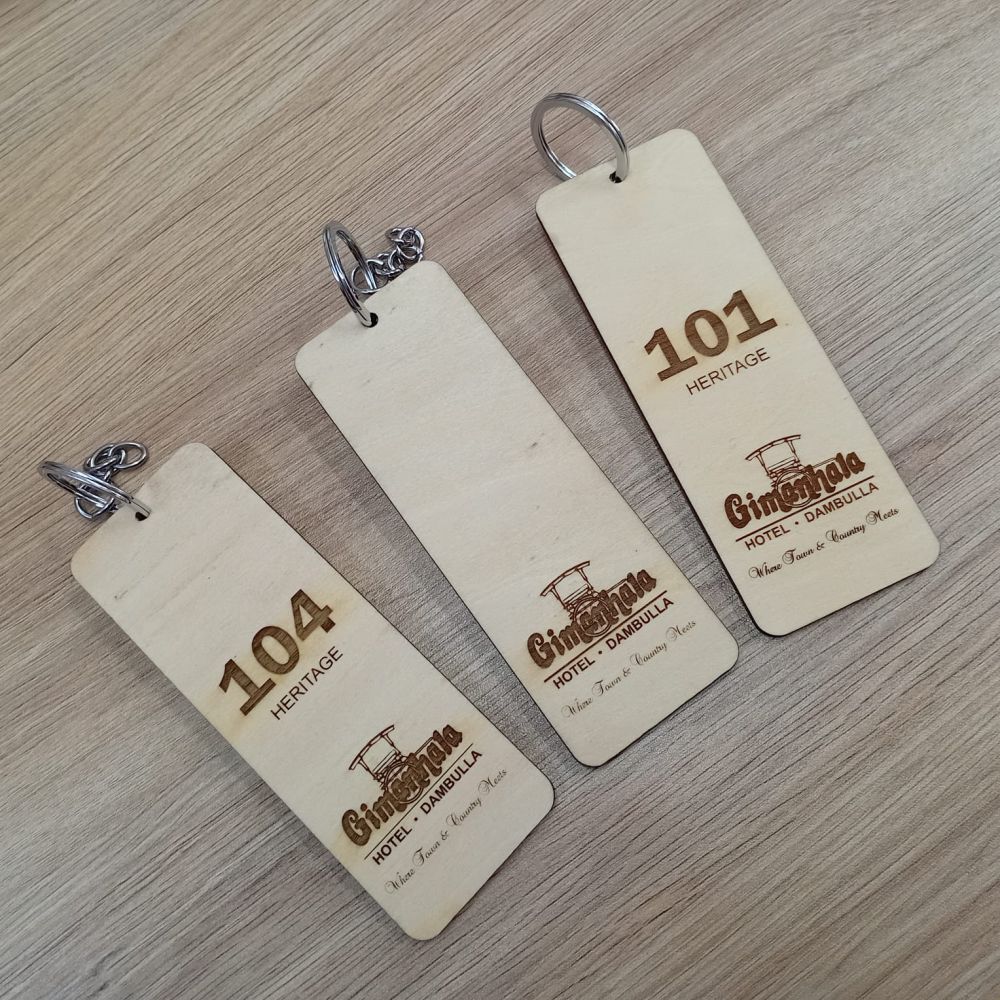 104
HERITAGE
Gimanhala
HOTEL • DAMBULLA
Where Town & Country Meets
Gimanhala
HOTEL • DAMBULLA
Where Town & Country Meets
101
HERITAGE
Gimanhala
HOTEL • DAMBULLA
Where Town & Country Meets